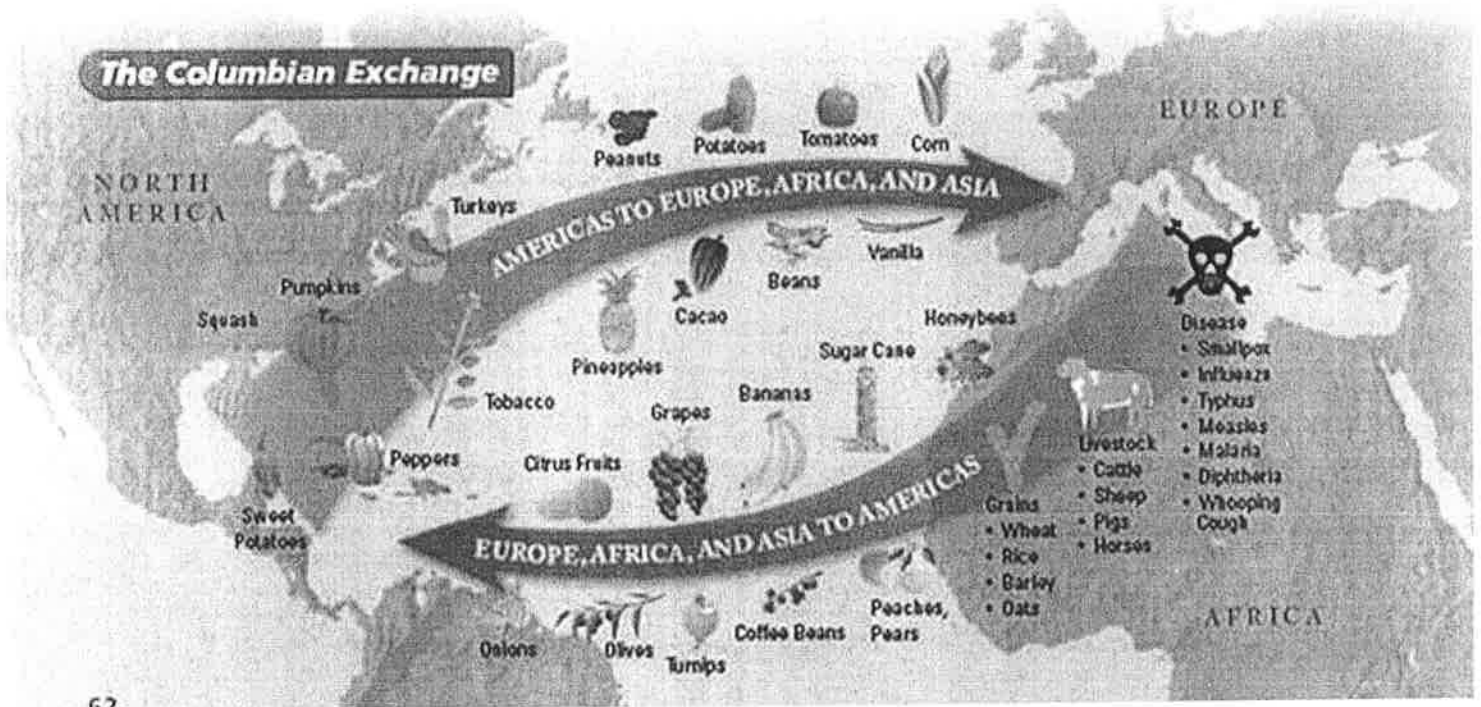 The Columbian Exchange
NORTH
AMERICA
EUROPE
Peanuts
Potatoes
Tomatoes
Corn
Turkeys
AMERICAS TO EUROPE, AFRICA, AND ASIA
Pumpkins
Squash
Pineapples
Cacao
Beans
Vanilla
Tobacco
Peppers
Sweet
Potatoes
Honeybees
Sugar Cane
Bananas
Grapes
Citrus Fruits
EUROPE, AFRICA, AND ASIA TO AMERICAS
Onions
Olives
Turnips
Coffee Beans
Peaches,
Pears
Grains
• Wheat
• Rice
• Barley
• Oats
Livestock
• Cattle
• Sheep
• Pigs
• Horses
Disease
• Smallpox
• Influenza
• Typhus
• Measles
• Malaria
• Diphtheria
• Whooping
Cough
AFRICA